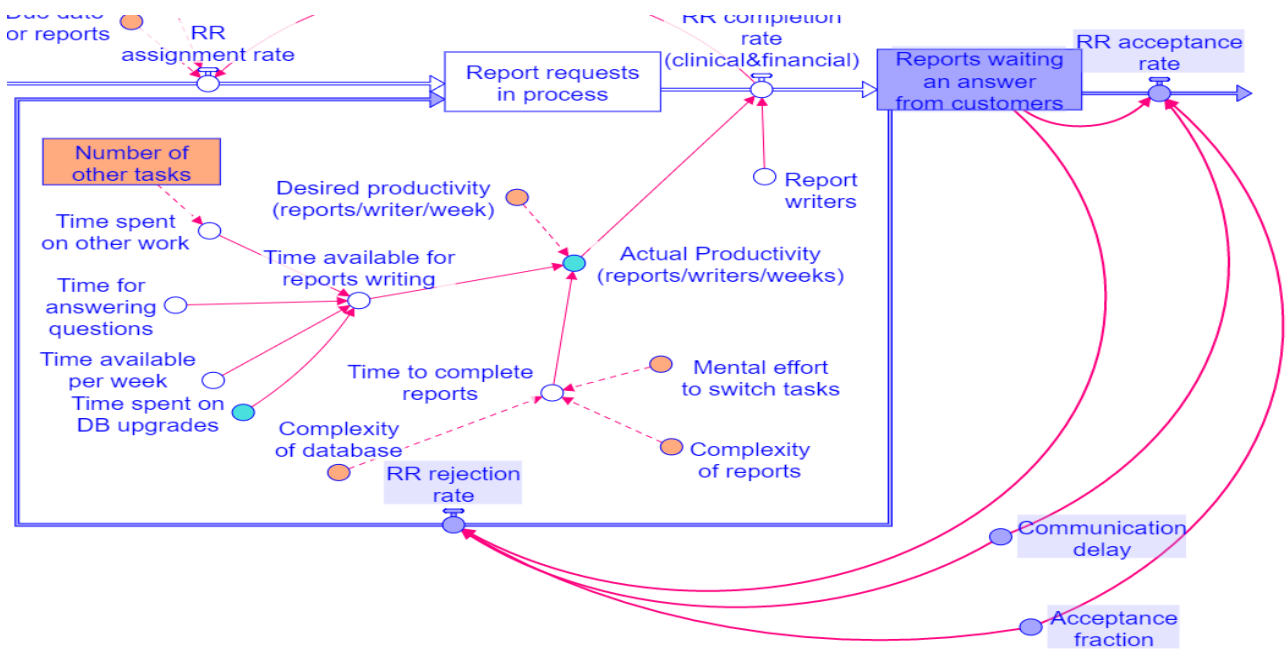 Due date
or reports
RR
assignment rate
RR completion
rate
(clinical&financial)
Report requests
in process
Reports waiting
an answer
from customers
RR acceptance
rate
Number of
other tasks
Desired productivity
(reports/writer/week)
Report
writers
Time spent
on other work
Time available for
reports writing
Actual Productivity
(reports/writers/weeks)
Time for
answering
questions
Time available
per week
Time spent on
DB upgrades
Time to complete
reports
Mental effort
to switch tasks
Complexity
of database
Complexity
of reports
RR rejection
rate
Communication
delay
Acceptance
fraction